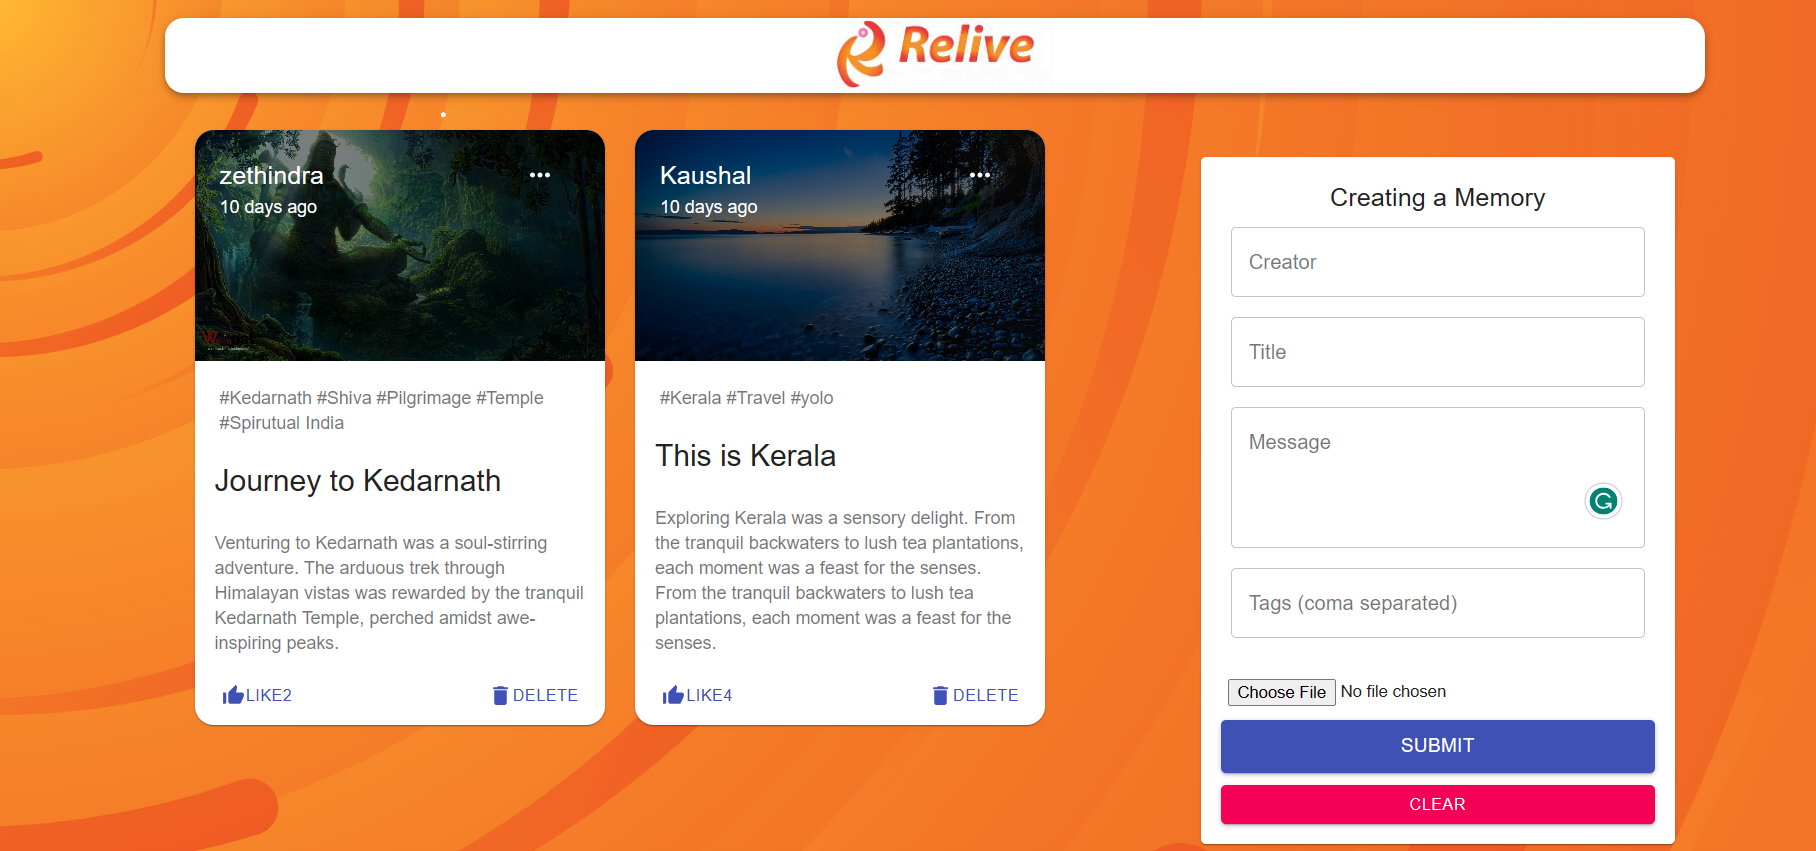 Relive
zethindra
10 days ago
#Kedarnath #Shiva #Pilgrimage #Temple
#Spirutual India
Journey to Kedarnath
Venturing to Kedarnath was a soul-stirring
adventure. The arduous trek through
Himalayan vistas was rewarded by the tranquil
Kedarnath Temple, perched amidst awe-
inspiring peaks.
LIKE2
DELETE
Kaushal
10 days ago
#Kerala #Travel #yolo
This is Kerala
Exploring Kerala was a sensory delight. From
the tranquil backwaters to lush tea plantations,
each moment was a feast for the senses.
From the tranquil backwaters to lush tea
plantations, each moment was a feast for the
senses.
LIKE4
DELETE
Creating a Memory
Creator
Title
Message
Tags (coma separated)
Choose File No file chosen
SUBMIT
CLEAR